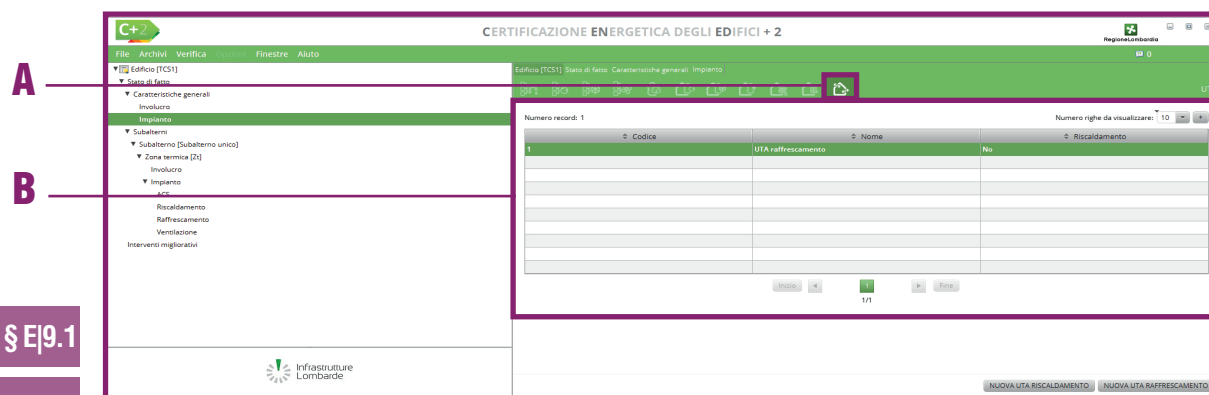 C+2
CERTIFICAZIONE ENERGETICA DEGLI EDIFICI + 2
RegioneLombardia
File Archivi Verifica Opzioni Finestre Aiuto
0
A
Edificio [TCS1]
Stato di fatto
Caratteristiche generali
Involucro
Impianto
Subalterni
Subalterno [Subalterno unico]
Zona termica [Zt]
Involucro
Impianto
ACS
Riscaldamento
Raffrescamento
Ventilazione
Interventi migliorativi
Edificio [TCS1] Stato di fatto Caratteristiche generali Impianto
UT
B
Numero record: 1
Numero righe da visualizzare: 10
Codice Nome Riscaldamento
1 UTA raffrescamento No
Inizio 1 Fine
1/1
§ E|9.1
Infrastrutture
Lombarde
NUOVA UTA RISCALDAMENTO NUOVA UTA RAFFRESCAMENTO